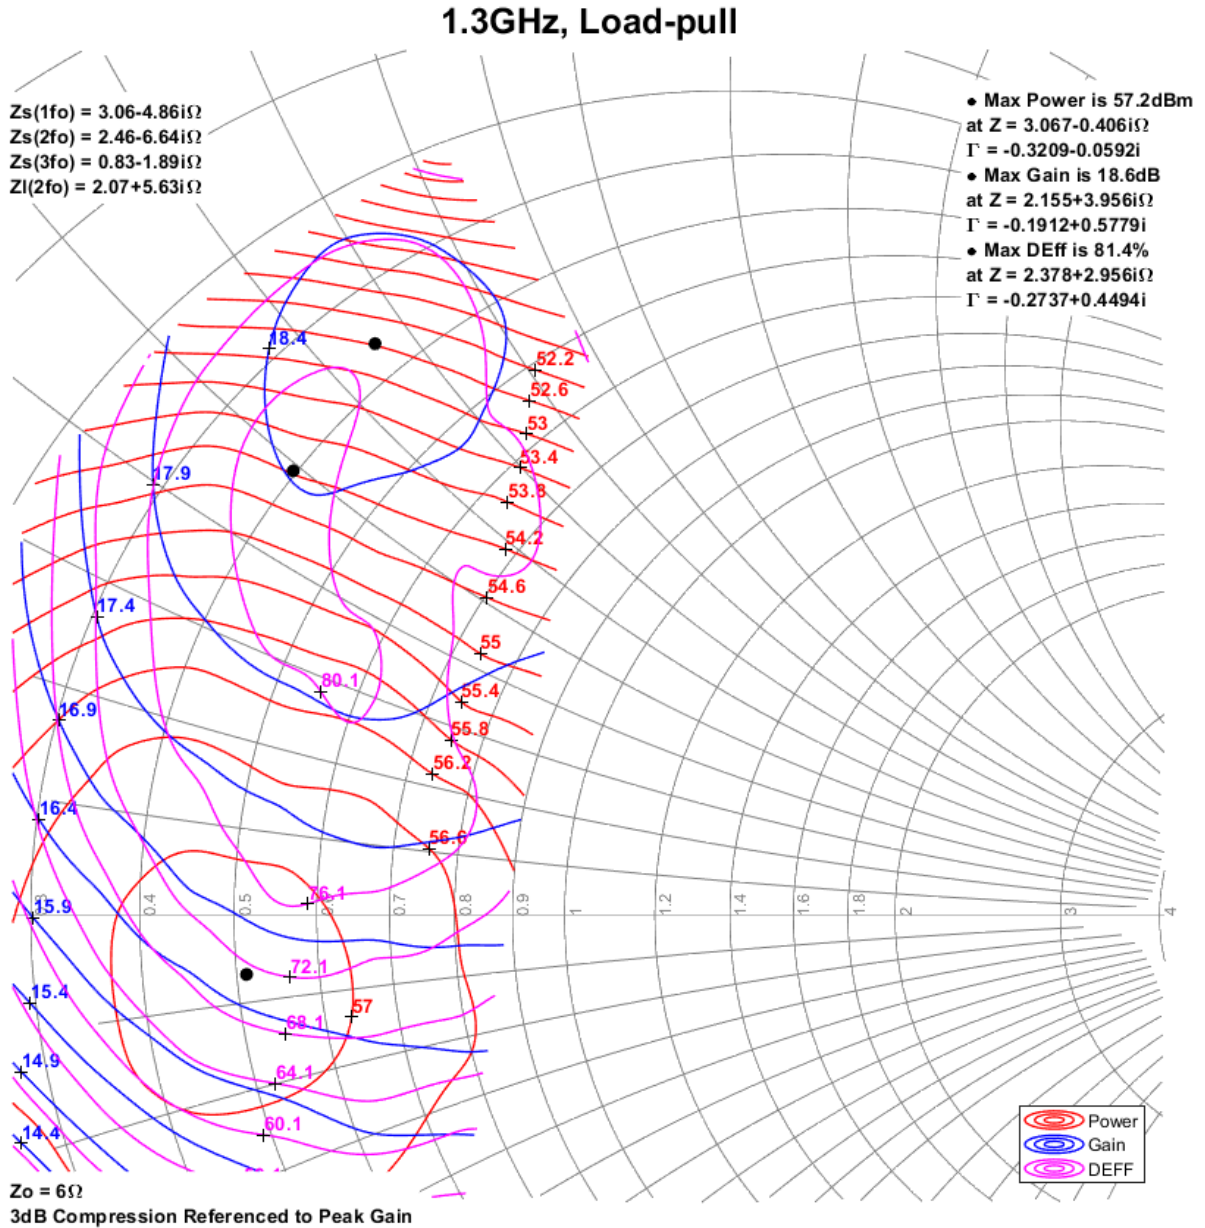 1.3GHz, Load-pull
Zs(1fo) = 3.06-4.86iΩ
Zs(2fo) = 2.46-6.64iΩ
Zs(3fo) = 0.83-1.89iΩ
Zl(2fo) = 2.07+5.63iΩ
● Max Power is 57.2dBm
at Z = 3.067-0.406iΩ
Γ = -0.3209-0.0592i
● Max Gain is 18.6dB
at Z = 2.155+3.956iΩ
Γ = -0.1912+0.5779i
● Max DEff is 81.4%
at Z = 2.378+2.956iΩ
Γ = -0.2737+0.4494i
18.4
52.2
52.6
53
53.4
17.9
53.8
54.2
54.6
17.4
55
80.1
55.4
16.9
55.8
56.2
16.4
56.6
76.1
15.9
0.4
0.5
0.7
0.8
0.9
1
1.2
1.4
1.6
1.8
2
3
4
72.1
15.4
57
68.1
14.9
64.1
60.1
14.4
Power
Gain
DEFF
Zo = 6Ω
3dB Compression Referenced to Peak Gain